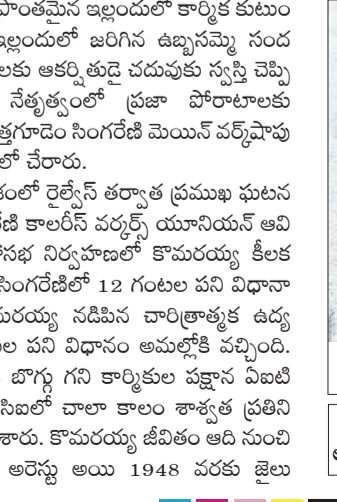 పాంతమైన ఇల్లందులో కార్మిక కుటుం
ఇల్లందులో జరిగిన ఉబ్బసమ్మె సంద
లకు ఆకర్షితుడై చదువుకు స్వస్తి చెప్పి
నేతృత్వంలో ప్రజా పోరాటాలకు
త్తగూడెం సింగరేణి మెయిన్ వర్క్‌షాపు
లో చేరారు.
శంలో రైల్వేస్ తర్వాత ప్రముఖ ఘటన
రేణి కాలరీస్ వర్కర్స్ యూనియన్ ఆవి
సభ నిర్వహణలో కొమరయ్య కీలక
సింగరేణిలో 12 గంటల పని విధానా
మరయ్య నడిపిన చారిత్రాత్మక ఉద్య
ల పని విధానం అమల్లోకి వచ్చింది.
బొగ్గు గని కార్మికుల పక్షాన ఏఐటి
సిఐలో చాలా కాలం శాశ్వత ప్రతిని
శారు. కొమరయ్య జీవితం ఆది నుంచి
అరెస్టు అయి 1948 వరకు జైలు